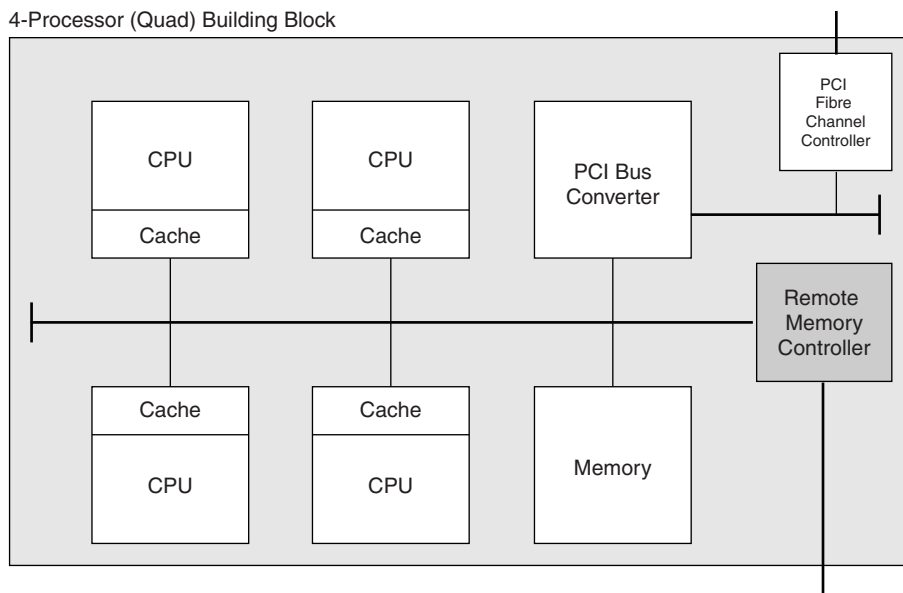 4-Processor (Quad) Building Block
CPU
Cache
CPU
Cache
PCI Bus
Converter
PCI
Fibre
Channel
Controller
Remote
Memory
Controller
Cache
CPU
Cache
CPU
Memory